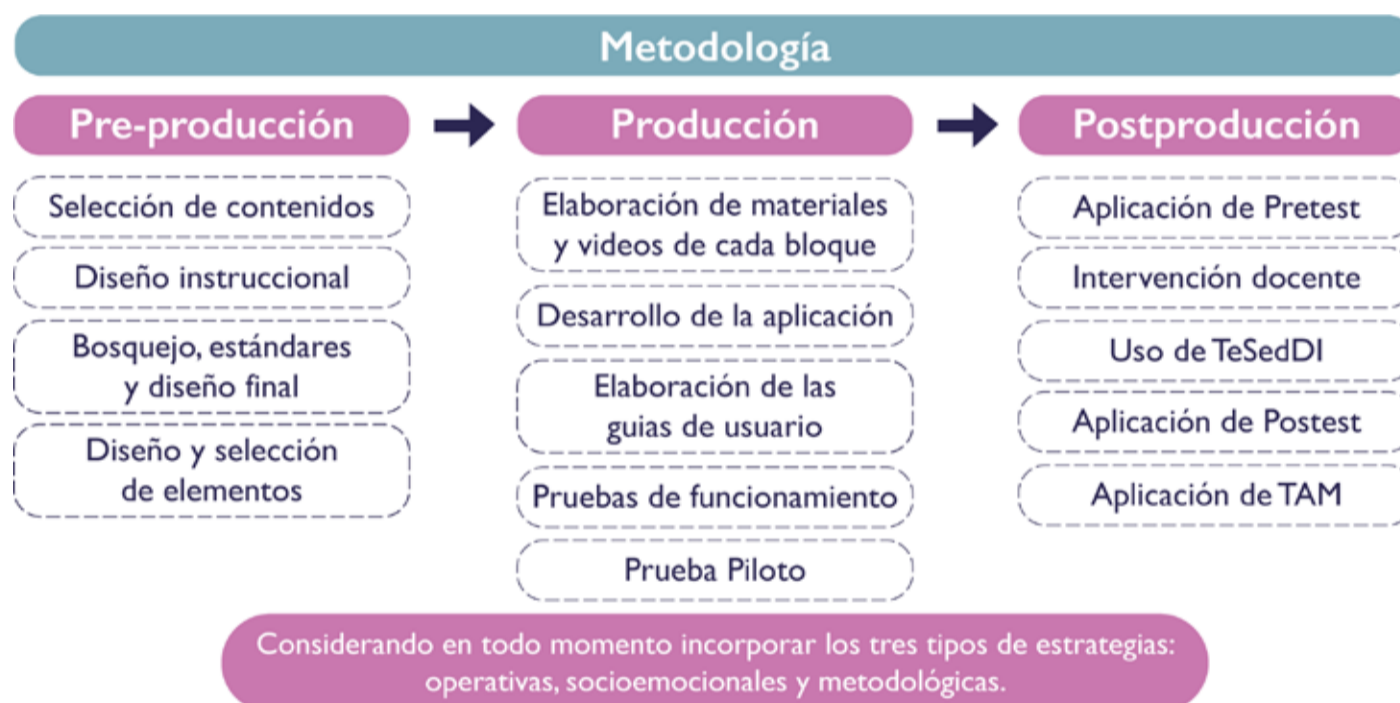 Metodología
Pre-producción
Selección de contenidos
Diseño instruccional
Bosquejo, estándares
y diseño final
Diseño y selección
de elementos
Producción
Elaboración de materiales
y videos de cada bloque
Desarrollo de la aplicación
Elaboración de las
guias de usuario
Pruebas de funcionamiento
Prueba Piloto
Postproducción
Aplicación de Pretest
Intervención docente
Uso de TeSedDI
Aplicación de Postest
Aplicación de TAM
Considerando en todo momento incorporar los tres tipos de estrategias:
operativas, socioemocionales y metodológicas.